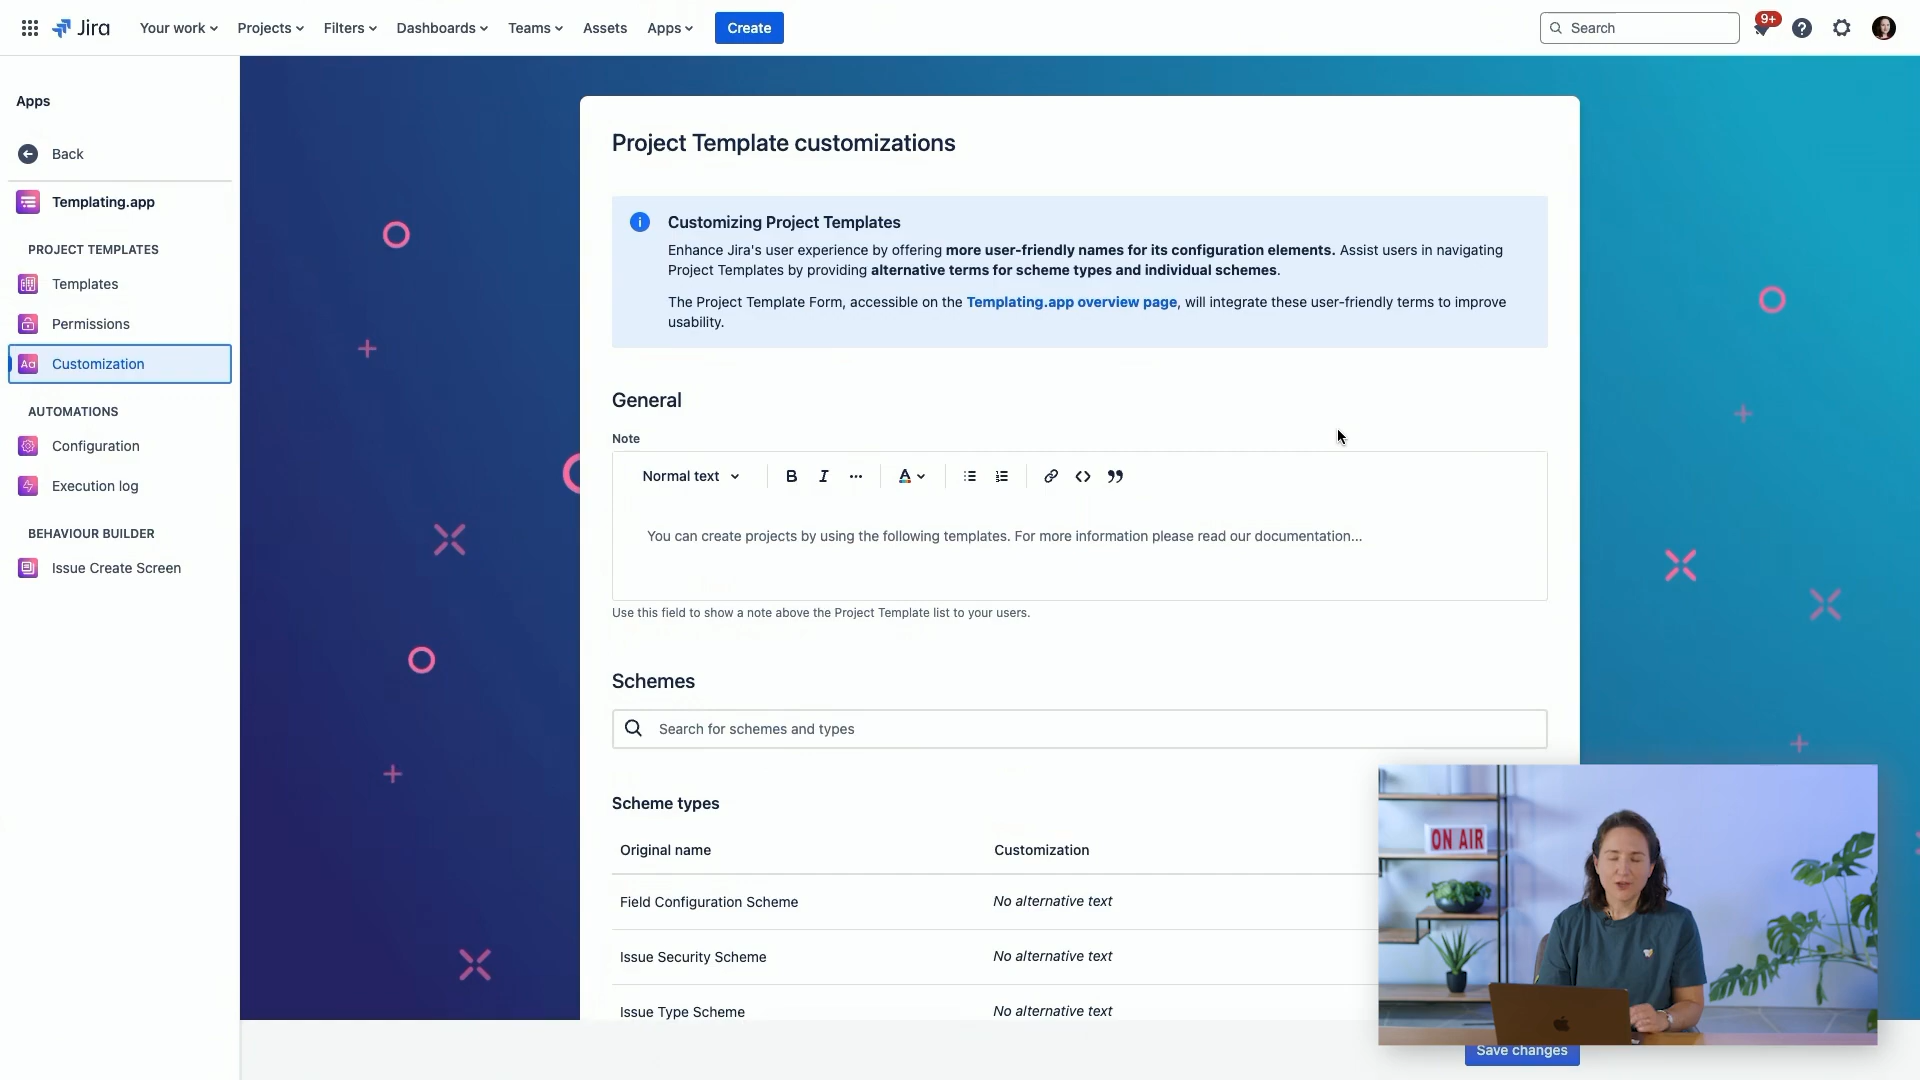 Jira
Your work
Projects
Filters
Dashboards
Teams
Assets
Apps
Create
Search
9+
Apps
Back
Templating.app
PROJECT TEMPLATES
Templates
Permissions
Aa
Customization
AUTOMATIONS
Configuration
Execution log
BEHAVIOUR BUILDER
Issue Create Screen
Project Template customizations
Customizing Project Templates
Enhance Jira's user experience by offering more user-friendly names for its configuration elements. Assist users in navigating
Project Templates by providing alternative terms for scheme types and individual schemes.
The Project Template Form, accessible on the Templating.app overview page, will integrate these user-friendly terms to improve
usability.
General
Note
Normal text
B
I
A
You can create projects by using the following templates. For more information please read our documentation...
Use this field to show a note above the Project Template list to your users.
Schemes
Search for schemes and types
Scheme types
Original name
Customization
Field Configuration Scheme
No alternative text
Issue Security Scheme
No alternative text
Issue Type Scheme
No alternative text
ON AIR
Save changes